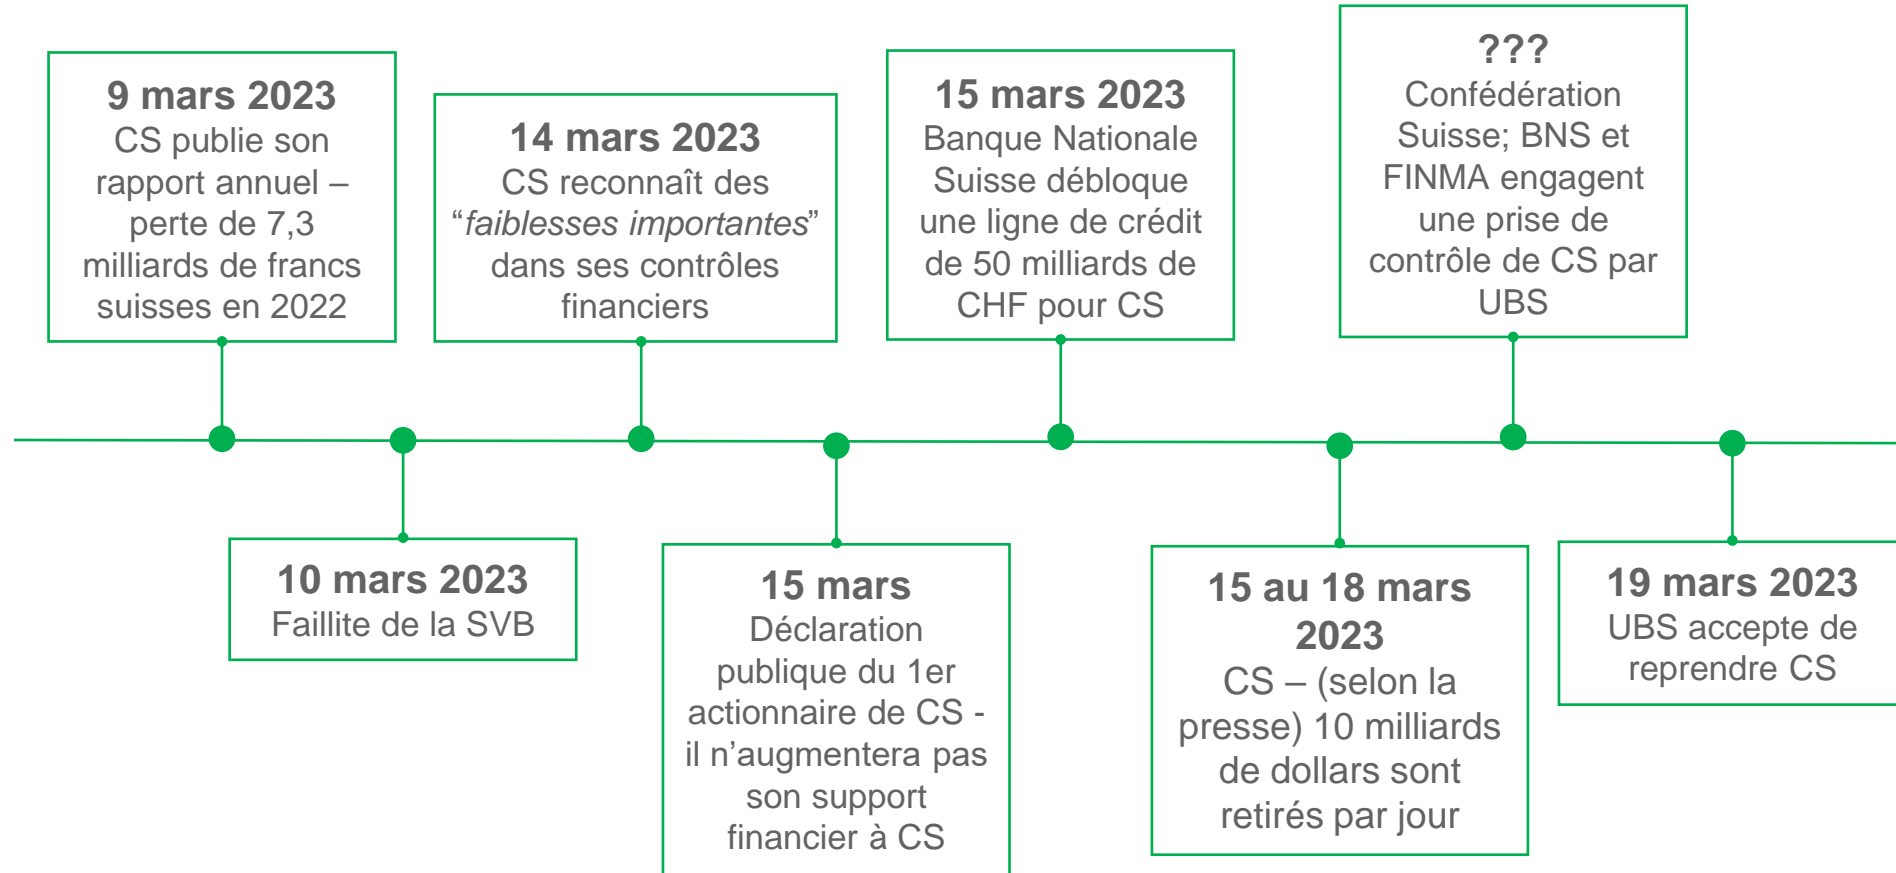 9 mars 2023
CS publie son
rapport annuel –
perte de 7,3
milliards de francs
suisses en 2022
10 mars 2023
Faillite de la SVB
14 mars 2023
CS reconnaît des
“faiblesses importantes”
dans ses contrôles
financiers
15 mars
Déclaration
publique du 1er
actionnaire de CS -
il n’augmentera pas
son support
financier à CS
15 mars 2023
Banque Nationale
Suisse débloque
une ligne de crédit
de 50 milliards de
CHF pour CS
15 au 18 mars
2023
CS – (selon la
presse) 10 milliards
de dollars sont
retirés par jour
???
Confédération
Suisse; BNS et
FINMA engagent
une prise de
contrôle de CS par
UBS
19 mars 2023
UBS accepte de
reprendre CS